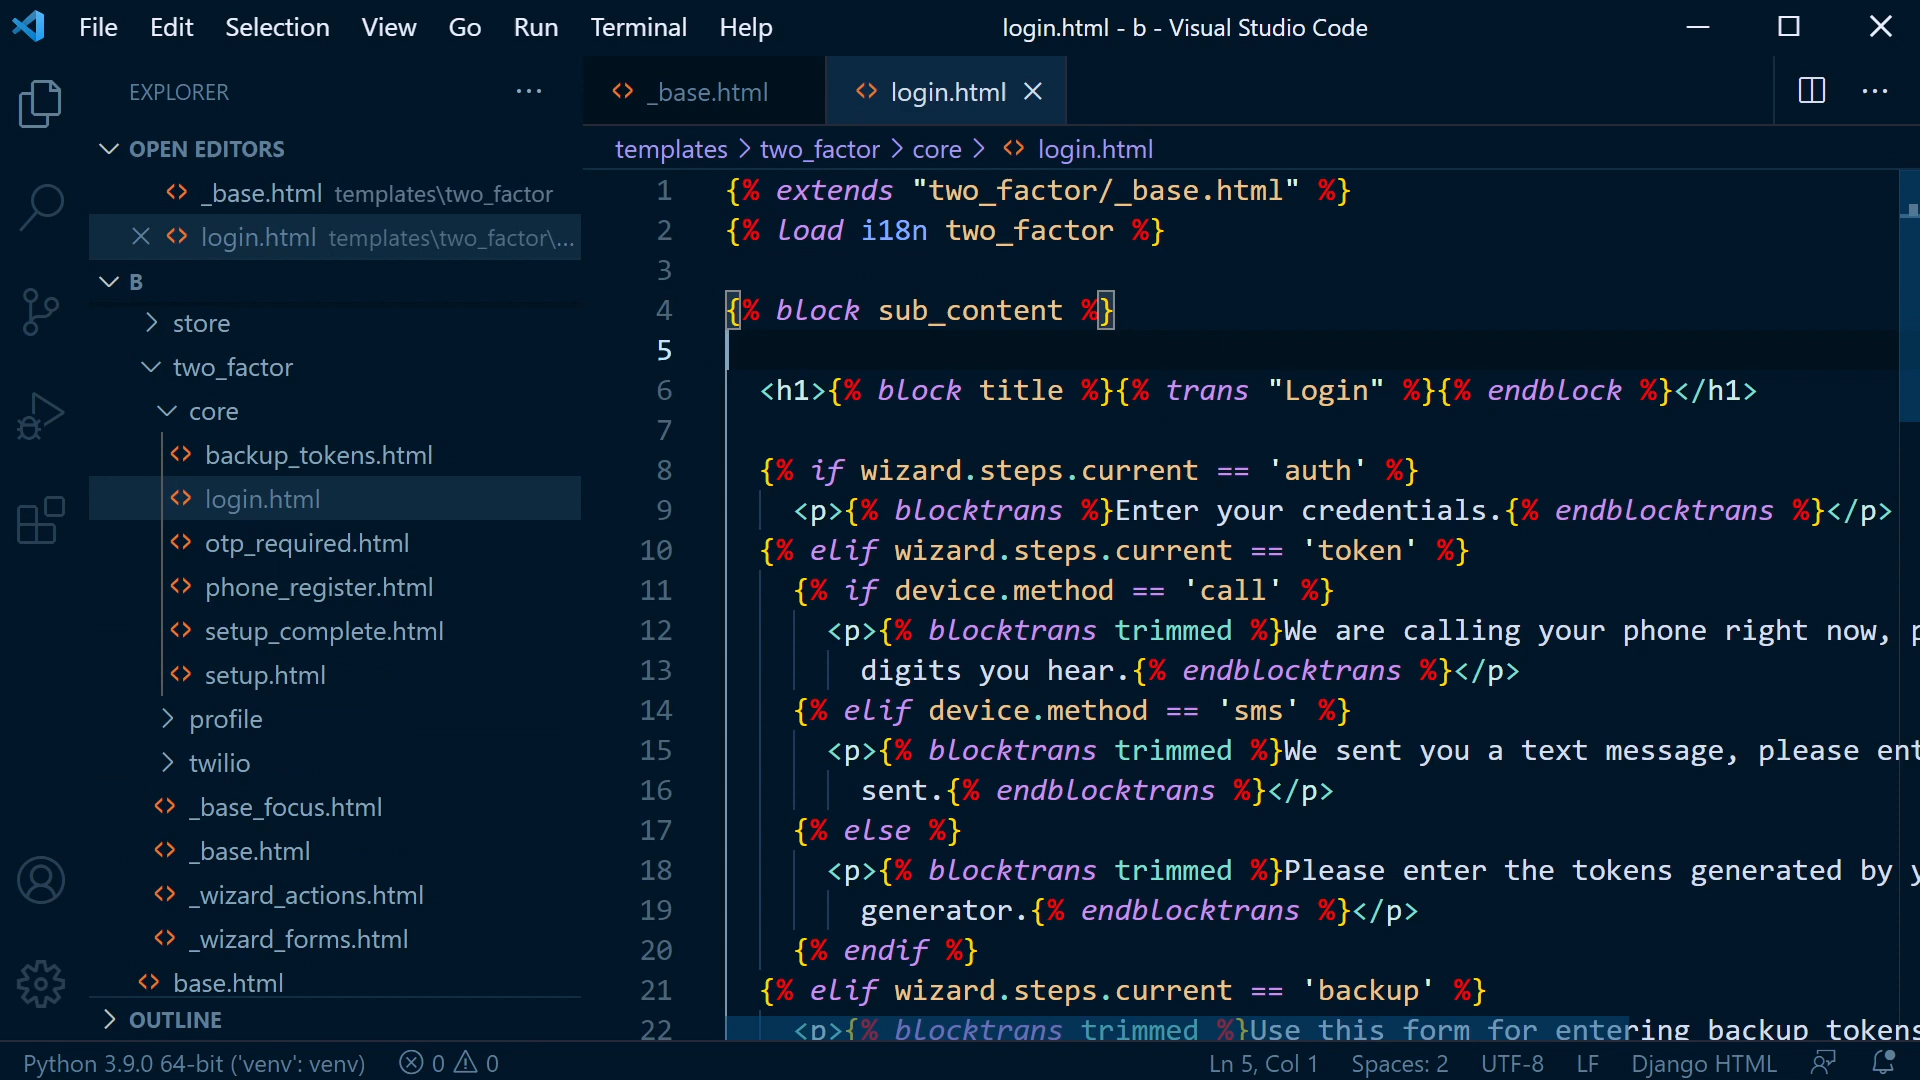 File Edit Selection View Go Run Terminal Help login.html - b - Visual Studio Code
EXPLORER
OPEN EDITORS
_base.html templates\two_factor
login.html templates\two_factor\...
B
store
two_factor
core
backup_tokens.html
login.html
otp_required.html
phone_register.html
setup_complete.html
setup.html
profile
twilio
_base_focus.html
_base.html
_wizard_actions.html
_wizard_forms.html
base.html
OUTLINE
_base.html login.html
templates > two_factor > core > login.html
1 {% extends "two_factor/_base.html" %}
2 {% load i18n two_factor %}
3
4 {% block sub_content %}
5
6 <h1>{% block title %}{% trans "Login" %}{% endblock %}</h1>
7
8 {% if wizard.steps.current == 'auth' %}
9 <p>{% blocktrans %}Enter your credentials.{% endblocktrans %}</p>
10 {% elif wizard.steps.current == 'token' %}
11 {% if device.method == 'call' %}
12 <p>{% blocktrans trimmed %}We are calling your phone right now, p
13 digits you hear.{% endblocktrans %}</p>
14 {% elif device.method == 'sms' %}
15 <p>{% blocktrans trimmed %}We sent you a text message, please ent
16 sent.{% endblocktrans %}</p>
17 {% else %}
18 <p>{% blocktrans trimmed %}Please enter the tokens generated by y
19 generator.{% endblocktrans %}</p>
20 {% endif %}
21 {% elif wizard.steps.current == 'backup' %}
22 <p>{% blocktrans trimmed %}Use this form for entering backup tokens
Python 3.9.0 64-bit ('venv': venv) 0 0 Ln 5, Col 1 Spaces: 2 UTF-8 LF Django HTML